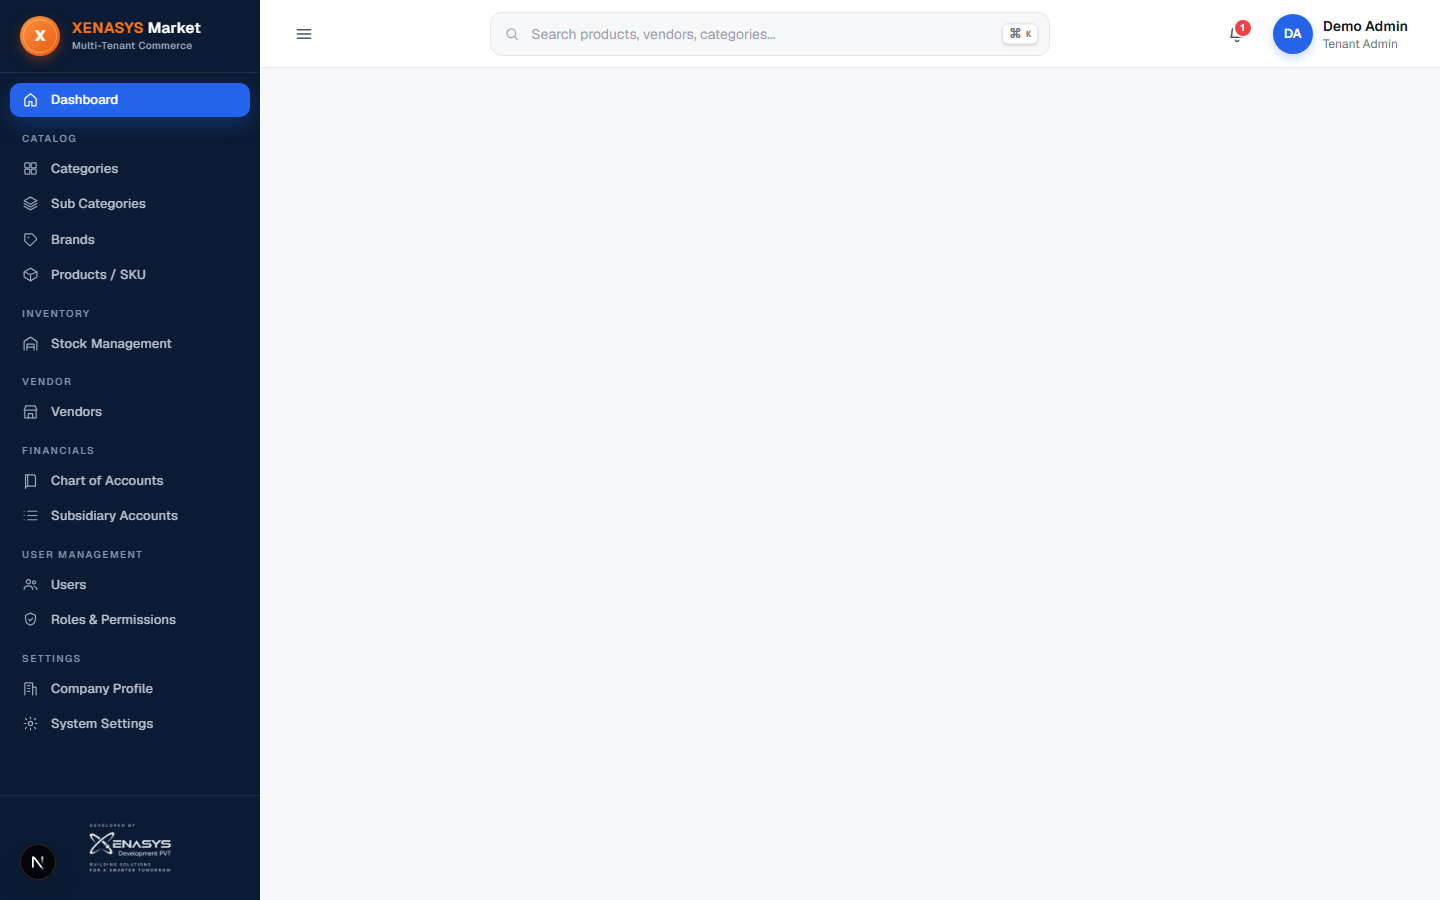 X
XENASYS Market
Multi-Tenant Commerce
Search products, vendors, categories...
⌘ K
1
DA
Demo Admin
Tenant Admin
Dashboard
CATALOG
Categories
Sub Categories
Brands
Products / SKU
INVENTORY
Stock Management
VENDOR
Vendors
FINANCIALS
Chart of Accounts
Subsidiary Accounts
USER MANAGEMENT
Users
Roles & Permissions
SETTINGS
Company Profile
System Settings
DEVELOPED BY
XENASYS
Development PVT
BUILDING SOLUTIONS
FOR A SMARTER TOMORROW
N